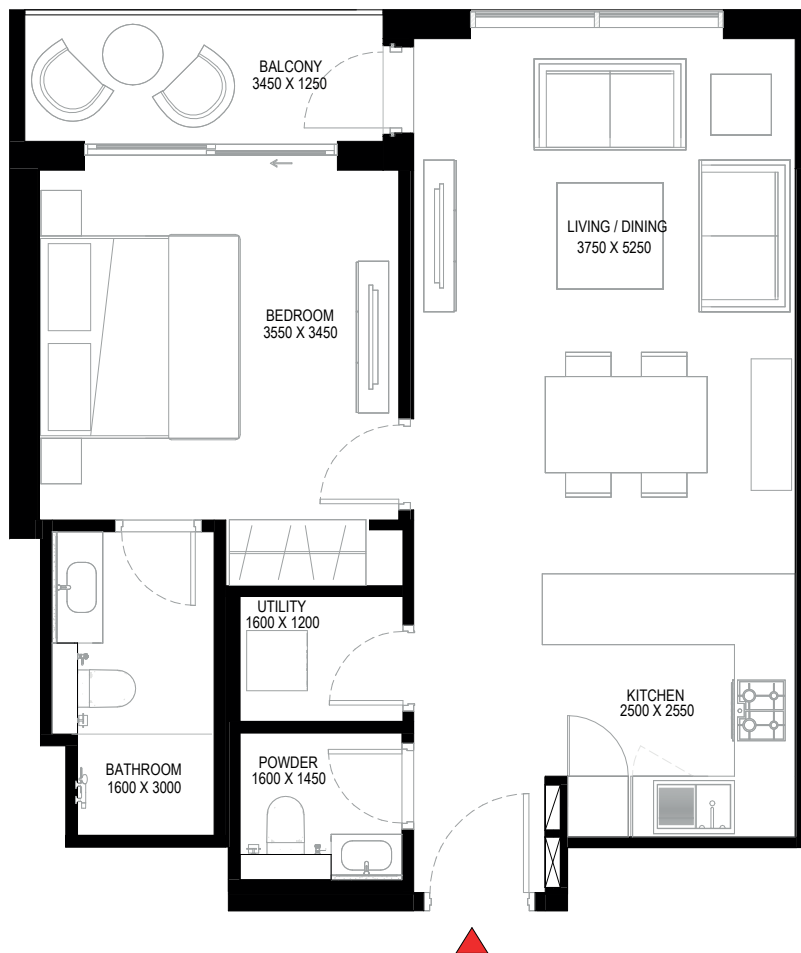 BALCONY
3450 X 1250
LIVING / DINING
3750 X 5250
BEDROOM
3550 X 3450
UTILITY
1600 X 1200
KITCHEN
2500 X 2550
POWDER
1600 X 1450
BATHROOM
1600 X 3000